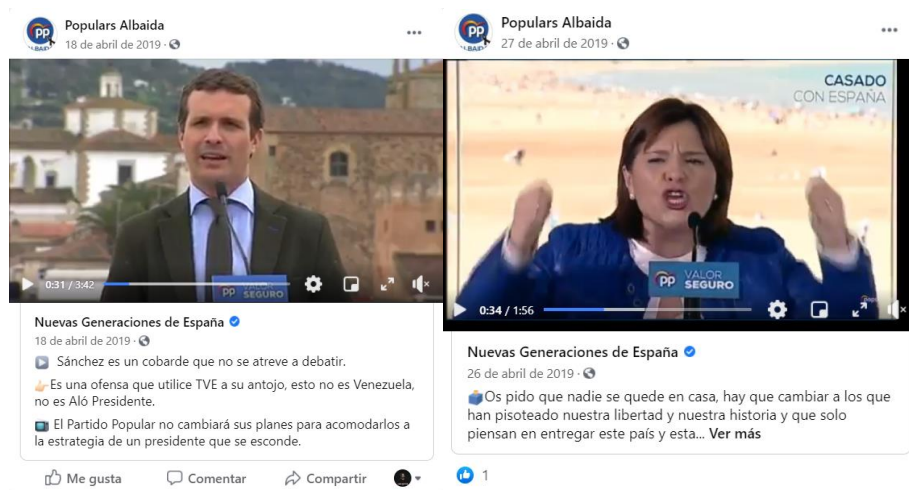 Populars Albaida
18 de abril de 2019 ·
PP
ALBAIDA
0:31 / 3:42
PP VALOR
SEGURO
Nuevas Generaciones de España
18 de abril de 2019 ·
Sánchez es un cobarde que no se atreve a debatir.
Es una ofensa que utilice TVE a su antojo, esto no es Venezuela,
no es Aló Presidente.
El Partido Popular no cambiará sus planes para acomodarlos a
la estrategia de un presidente que se esconde.
Me gusta Comentar Compartir
Populars Albaida
27 de abril de 2019 ·
PP
ALBAIDA
CASADO
CON ESPAÑA
PP VALOR
SEGURO
0:34 / 1:56
Nuevas Generaciones de España
26 de abril de 2019 ·
Os pido que nadie se quede en casa, hay que cambiar a los que
han pisoteado nuestra libertad y nuestra historia y que solo
piensan en entregar este país y esta... Ver más
1